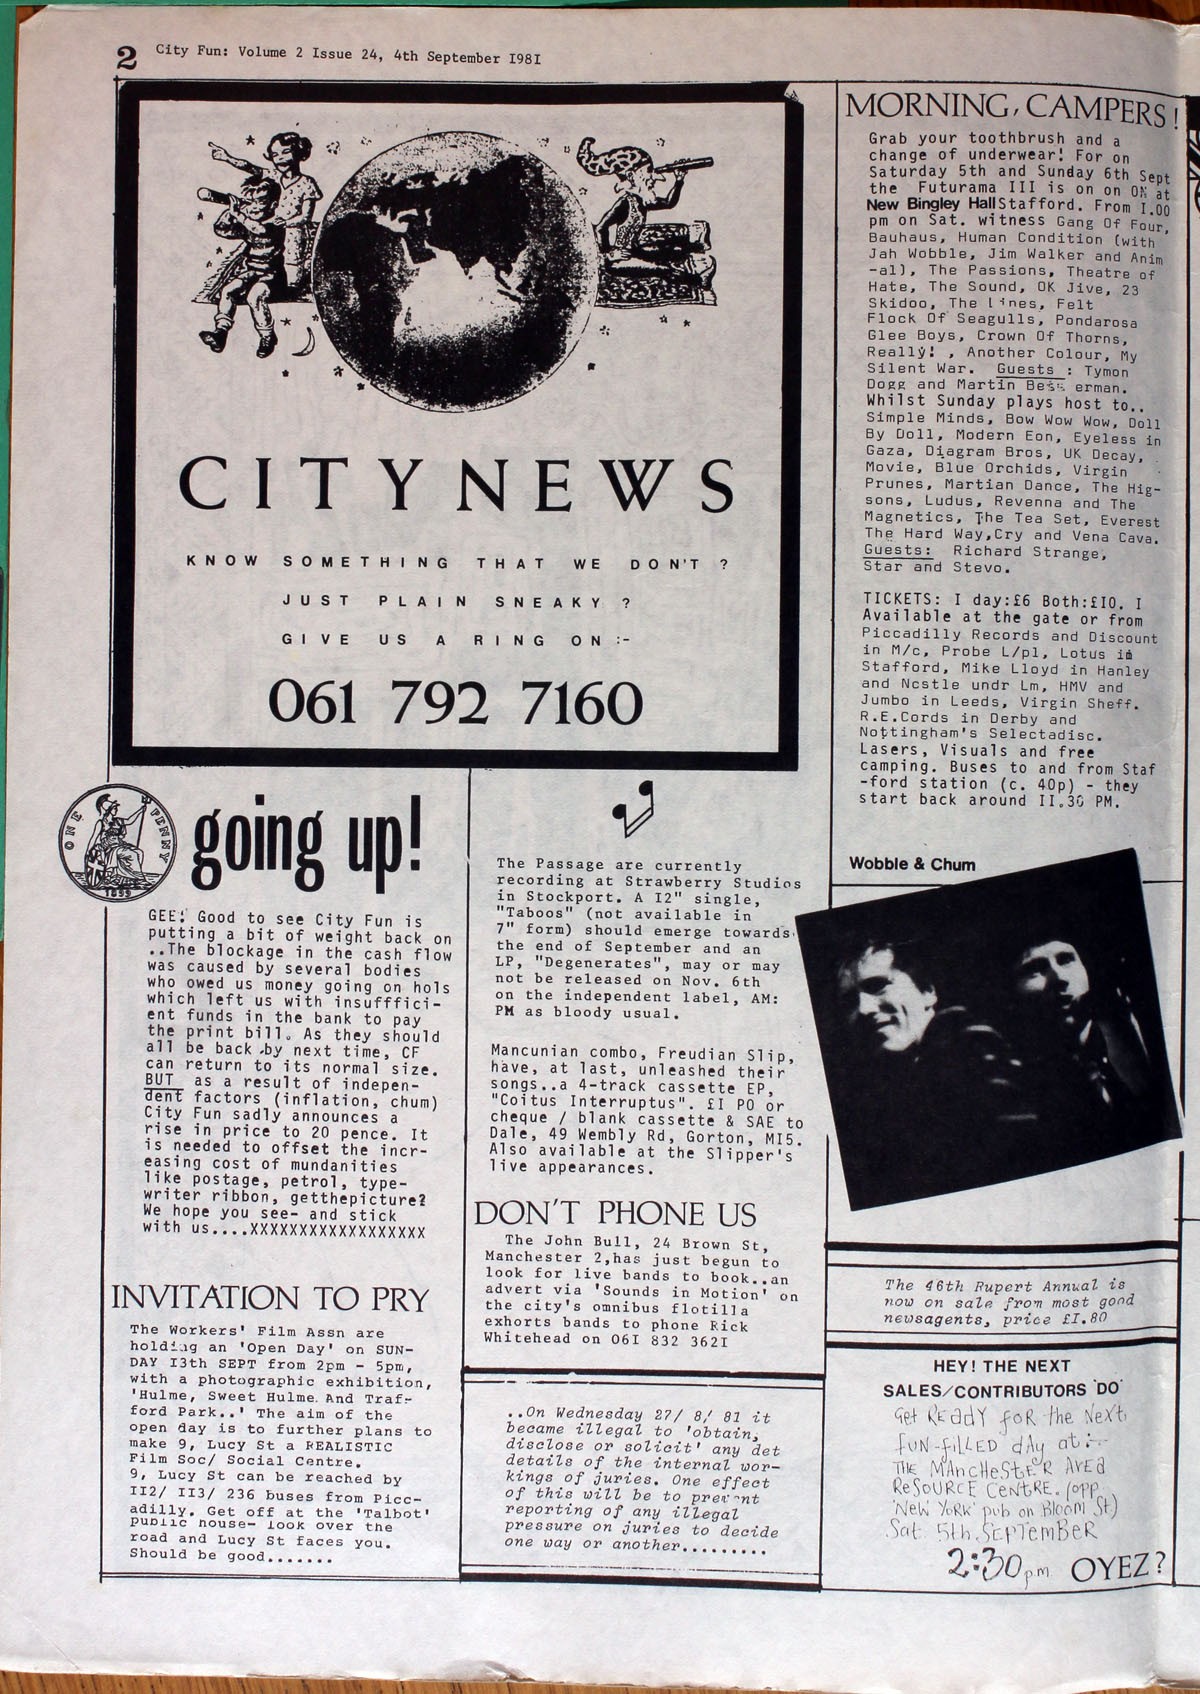 2 City Fun: Volume 2 Issue 24, 4th September I98I
CITY NEWS
KNOW SOMETHING THAT WE DON'T ?
JUST PLAIN SNEAKY ?
GIVE US A RING ON :-
061 792 7160
ONE PENNY
1899
going up!
GEE! Good to see City Fun is
putting a bit of weight back on
..The blockage in the cash flow
was caused by several bodies
who owed us money going on hols
which left us with insufffici-
ent funds in the bank to pay
the print bill. As they should
all be back by next time, CF
can return to its normal size.
BUT as a result of indepen-
dent factors (inflation, chum)
City Fun sadly announces a
rise in price to 20 pence. It
is needed to offset the incr-
easing cost of mundanities
like postage, petrol, type-
writer ribbon, getthepicture?
We hope you see- and stick
with us....XXXXXXXXXXXXXXXXXX
INVITATION TO PRY
The Workers' Film Assn are
holding an 'Open Day' on SUN-
DAY I3th SEPT from 2pm - 5pm,
with a photographic exhibition,
'Hulme, Sweet Hulme And Traf-
ford Park..' The aim of the
open day is to further plans to
make 9, Lucy St a REALISTIC
Film Soc/ Social Centre.
9, Lucy St can be reached by
II2/ II3/ 236 buses from Picc-
adilly. Get off at the 'Talbot'
public house- look over the
road and Lucy St faces you.
Should be good.......
The Passage are currently
recording at Strawberry Studios
in Stockport. A I2" single,
"Taboos" (not available in
7" form) should emerge towards
the end of September and an
LP, "Degenerates", may or may
not be released on Nov. 6th
on the independent label, AM:
PM as bloody usual.
Mancunian combo, Freudian Slip,
have, at last, unleashed their
songs..a 4-track cassette EP,
"Coitus Interruptus". £I PO or
cheque / blank cassette & SAE to
Dale, 49 Wembly Rd, Gorton, MI5.
Also available at the Slipper's
live appearances.
DON'T PHONE US
The John Bull, 24 Brown St,
Manchester 2,has just begun to
look for live bands to book..an
advert via 'Sounds in Motion' on
the city's omnibus flotilla
exhorts bands to phone Rick
Whitehead on 06I 832 362I
..On Wednesday 27/ 8/ 81 it
became illegal to 'obtain,
disclose or solicit' any det
details of the internal wor-
kings of juries. One effect
of this will be to prevent
reporting of any illegal
pressure on juries to decide
one way or another.........
MORNING, CAMPERS !
Grab your toothbrush and a
change of underwear! For on
Saturday 5th and Sunday 6th Sept
the Futurama III is on on ON at
New Bingley Hall Stafford. From I.00
pm on Sat. witness Gang Of Four,
Bauhaus, Human Condition (with
Jah Wobble, Jim Walker and Anim
-al), The Passions, Theatre of
Hate, The Sound, OK Jive, 23
Skidoo, The Lines, Felt
Flock Of Seagulls, Pondarosa
Glee Boys, Crown Of Thorns,
Really! , Another Colour, My
Silent War. Guests : Tymon
Dogg and Martin Bess erman.
Whilst Sunday plays host to..
Simple Minds, Bow Wow Wow, Doll
By Doll, Modern Eon, Eyeless in
Gaza, Diagram Bros, UK Decay,
Movie, Blue Orchids, Virgin
Prunes, Martian Dance, The Hig-
sons, Ludus, Revenna and The
Magnetics, The Tea Set, Everest
The Hard Way,Cry and Vena Cava.
Guests: Richard Strange,
Star and Stevo.
TICKETS: I day:£6 Both:£I0. I
Available at the gate or from
Piccadilly Records and Discount
in M/c, Probe L/pl, Lotus in
Stafford, Mike Lloyd in Hanley
and Ncstle undr Lm, HMV and
Jumbo in Leeds, Virgin Sheff.
R.E.Cords in Derby and
Nottingham's Selectadisc.
Lasers, Visuals and free
camping. Buses to and from Staf
-ford station (c. 40p) - they
start back around II.30 PM.
Wobble & Chum
The 46th Rupert Annual is
now on sale from most good
newsagents, price £I.80
HEY! THE NEXT
SALES/CONTRIBUTORS 'DO'
Get READY FOR the Next
FUN-FILLED dAy at :-
THE MANCHESTER AREA
ReSOURCE CeNTRE. (opp
'New YORK' pub on Bloom St)
Sat. 5th. SEPTEMBER
2:30 pm. OYEZ?